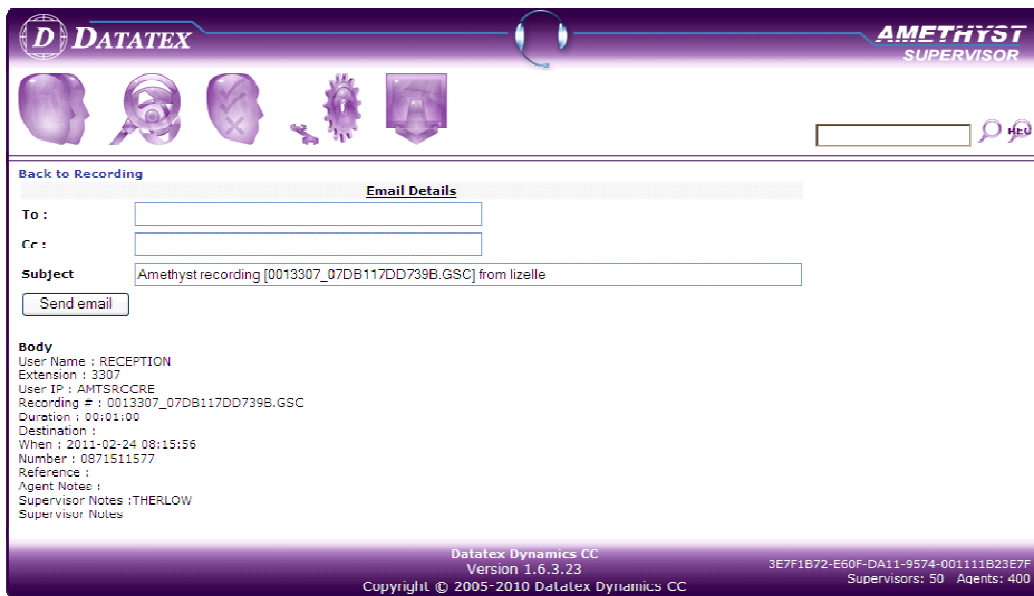 D DATATEX
AMETHYST
SUPERVISOR
REC
Back to Recording
Email Details
To :
Cc :
Subject
Amethyst recording [0013307_07DB117DD739B.GSC] from lizelle
Send email
Body
User Name : RECEPTION
Extension : 3307
User IP : AMTSRCCRE
Recording # : 0013307_07DB117DD739B.GSC
Duration : 00:01:00
Destination :
When : 2011-02-24 08:15:56
Number : 0871511577
Reference :
Agent Notes :
Supervisor Notes :THERLOW
Supervisor Notes
Datatex Dynamics CC
Version 1.6.3.23
Copyright © 2005-2010 Datatex Dynamics CC
3E7F1B72-E60F-DA11-9574-001111B23E7F
Supervisors: 50 Agents: 400